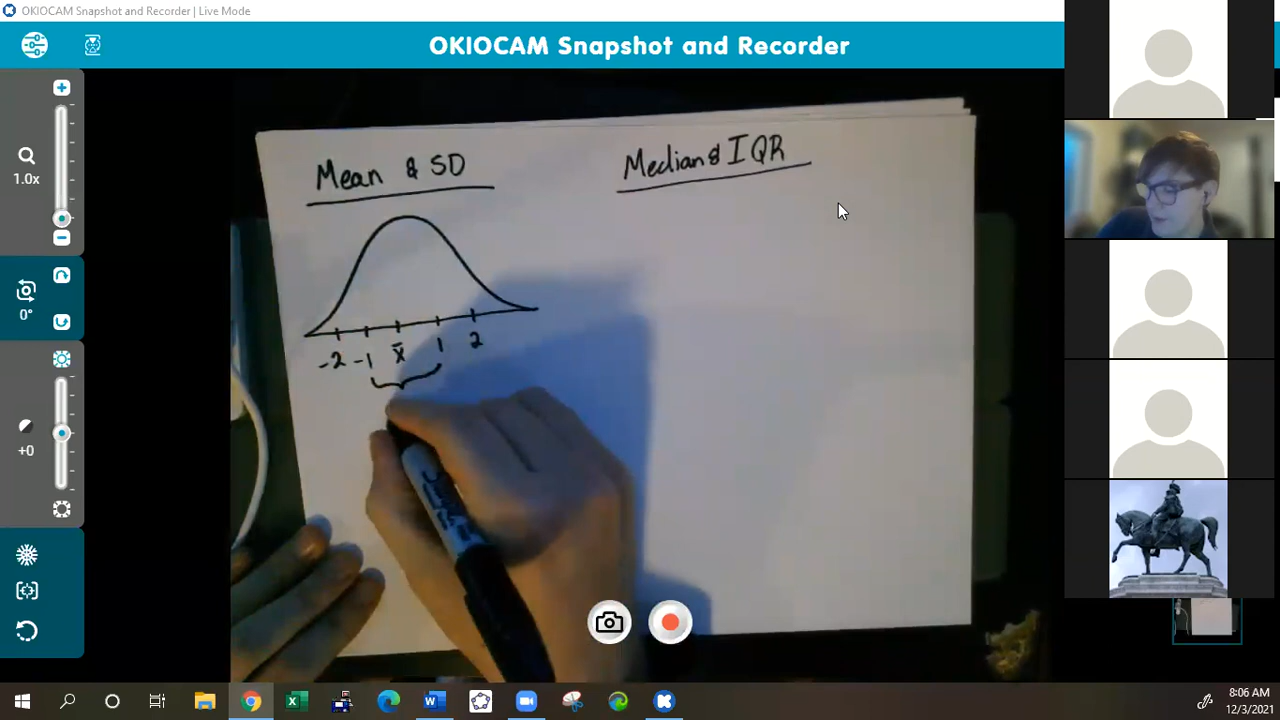 OKIOCAM Snapshot and Recorder | Live Mode
OKIOCAM Snapshot and Recorder
1.0x
0°
+0
Mean & SD
Median & IQR
-2 -1 x̄ 1 2
8:06 AM
12/3/2021